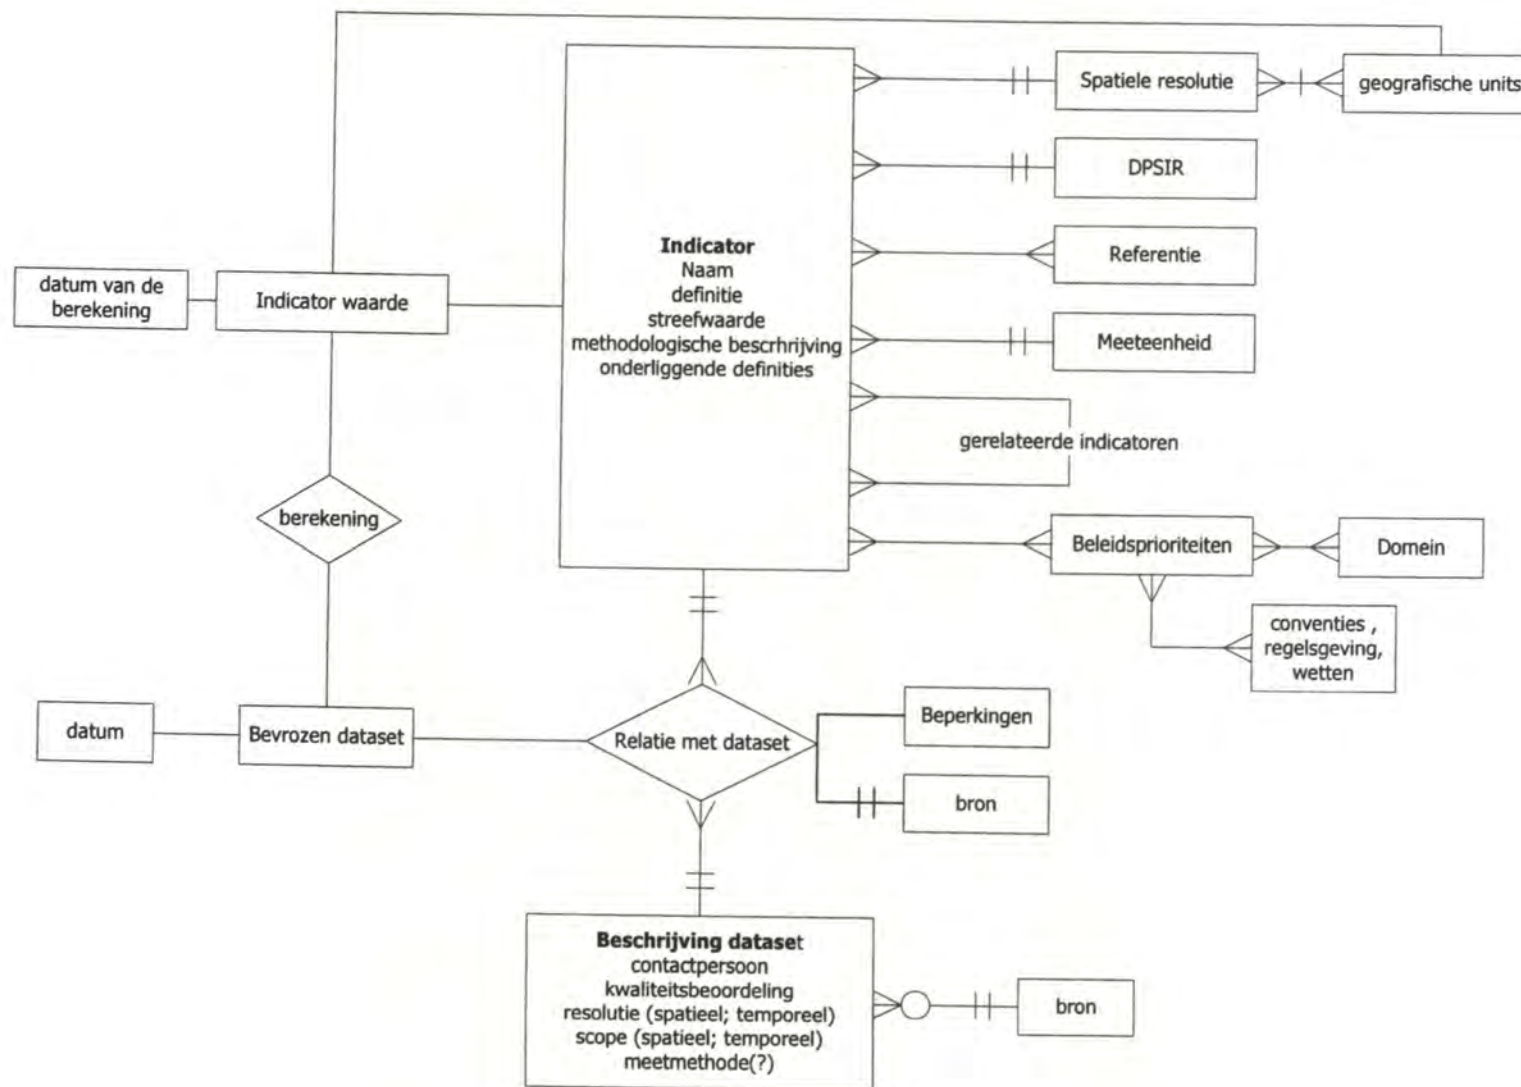 Spatiele resolutie
geografische units
DPSIR
Indicator
Naam
definitie
streefwaarde
methodologische bescrhrijving
onderliggende definities
Referentie
datum van de
berekening
Indicator waarde
Meeteenheid
gerelateerde indicatoren
berekening
Beleidsprioriteiten
Domein
conventies ,
regelsgeving,
wetten
datum
Bevrozen dataset
Relatie met dataset
Beperkingen
bron
Beschrijving dataset
contactpersoon
kwaliteitsbeoordeling
resolutie (spatieel; temporeel)
scope (spatieel; temporeel)
meetmethode(?)
bron